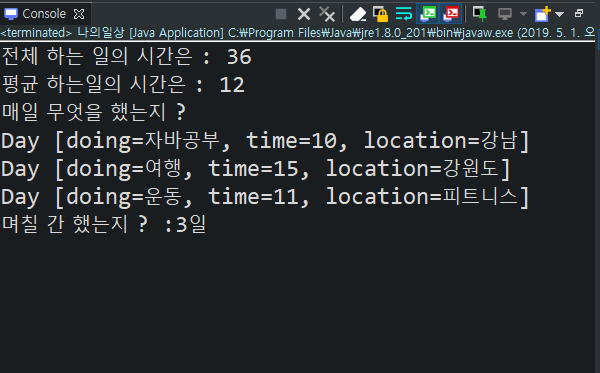 Console
<terminated> 나의일상 [Java Application] C:₩Program Files₩Java₩jre1.8.0_201₩bin₩javaw.exe (2019. 5. 1. 오
전체 하는 일의 시간은 : 36
평균 하는일의 시간은 : 12
매일 무엇을 했는지 ?
Day [doing=자바공부, time=10, location=강남]
Day [doing=여행, time=15, location=강원도]
Day [doing=운동, time=11, location=피트니스]
며칠 간 했는지 ? :3일